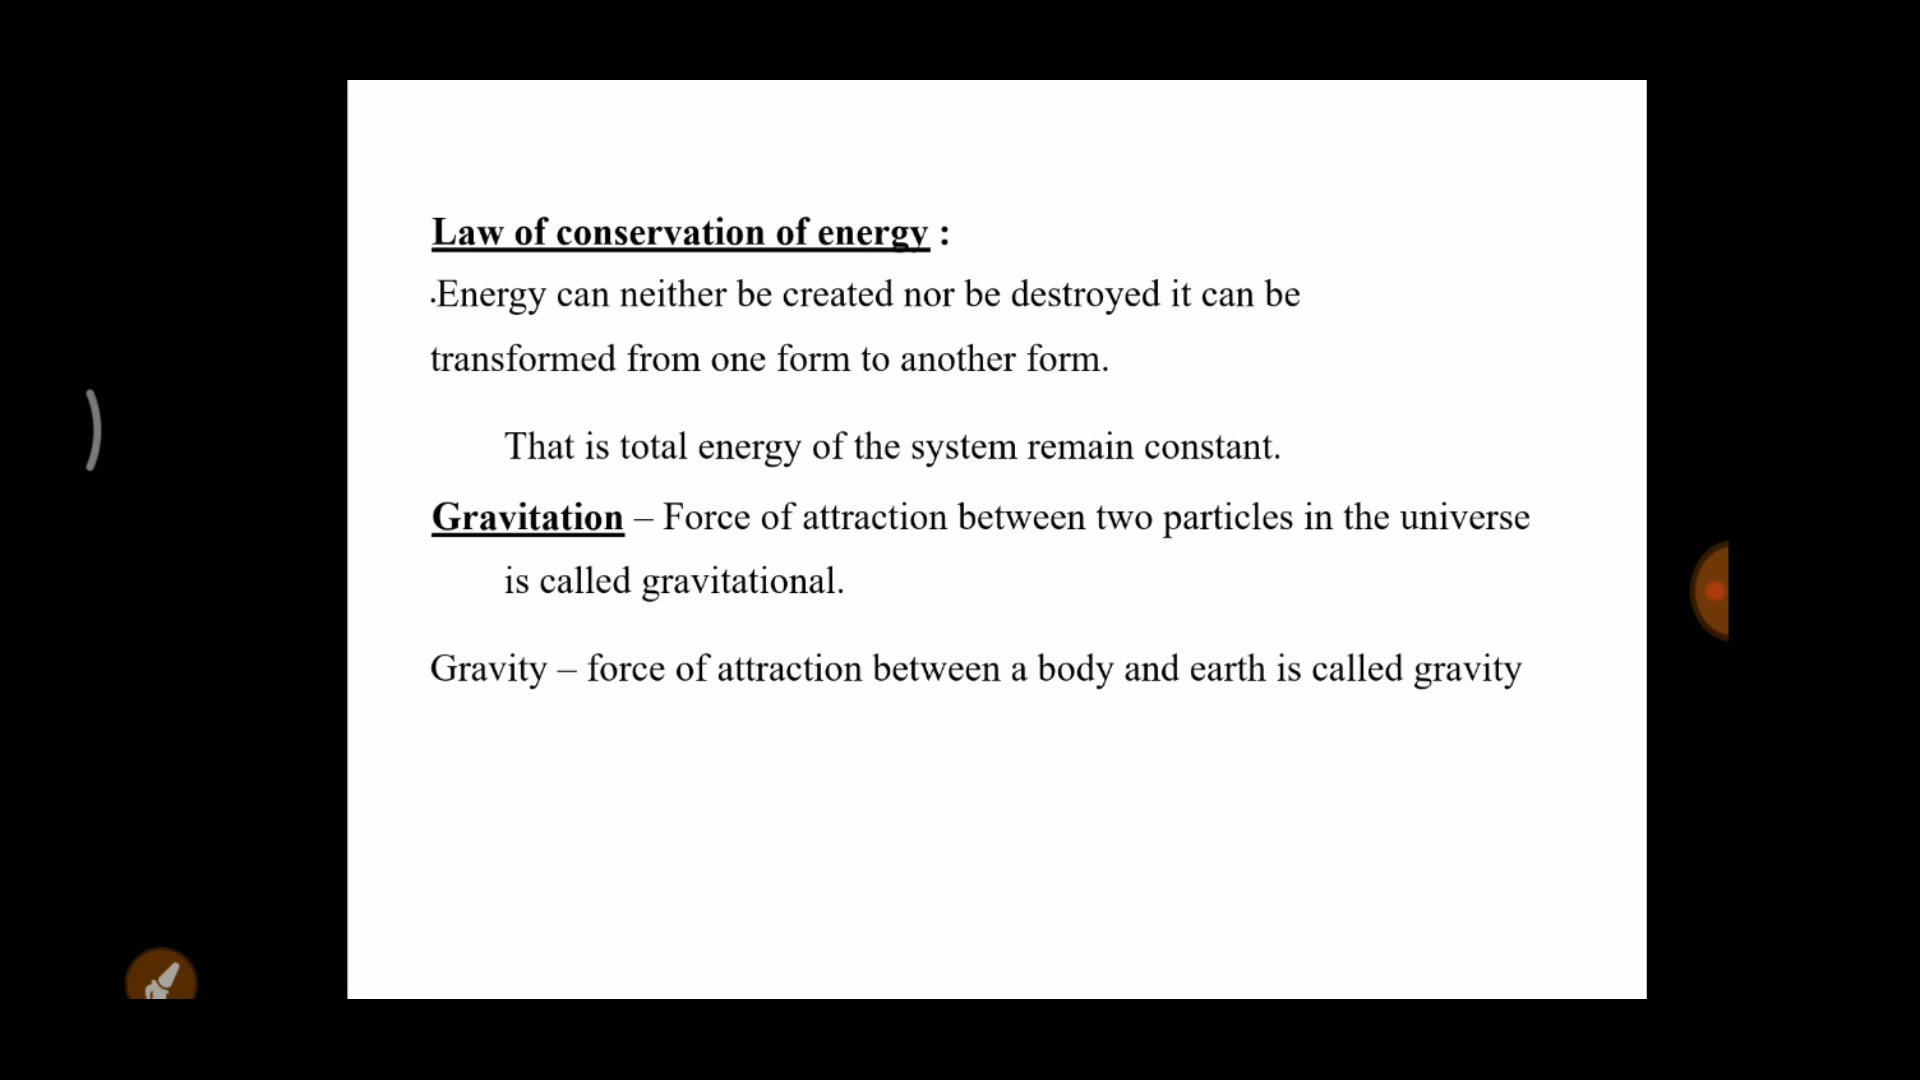 Law of conservation of energy :
.Energy can neither be created nor be destroyed it can be
transformed from one form to another form.
That is total energy of the system remain constant.
Gravitation – Force of attraction between two particles in the universe
is called gravitational.
Gravity – force of attraction between a body and earth is called gravity